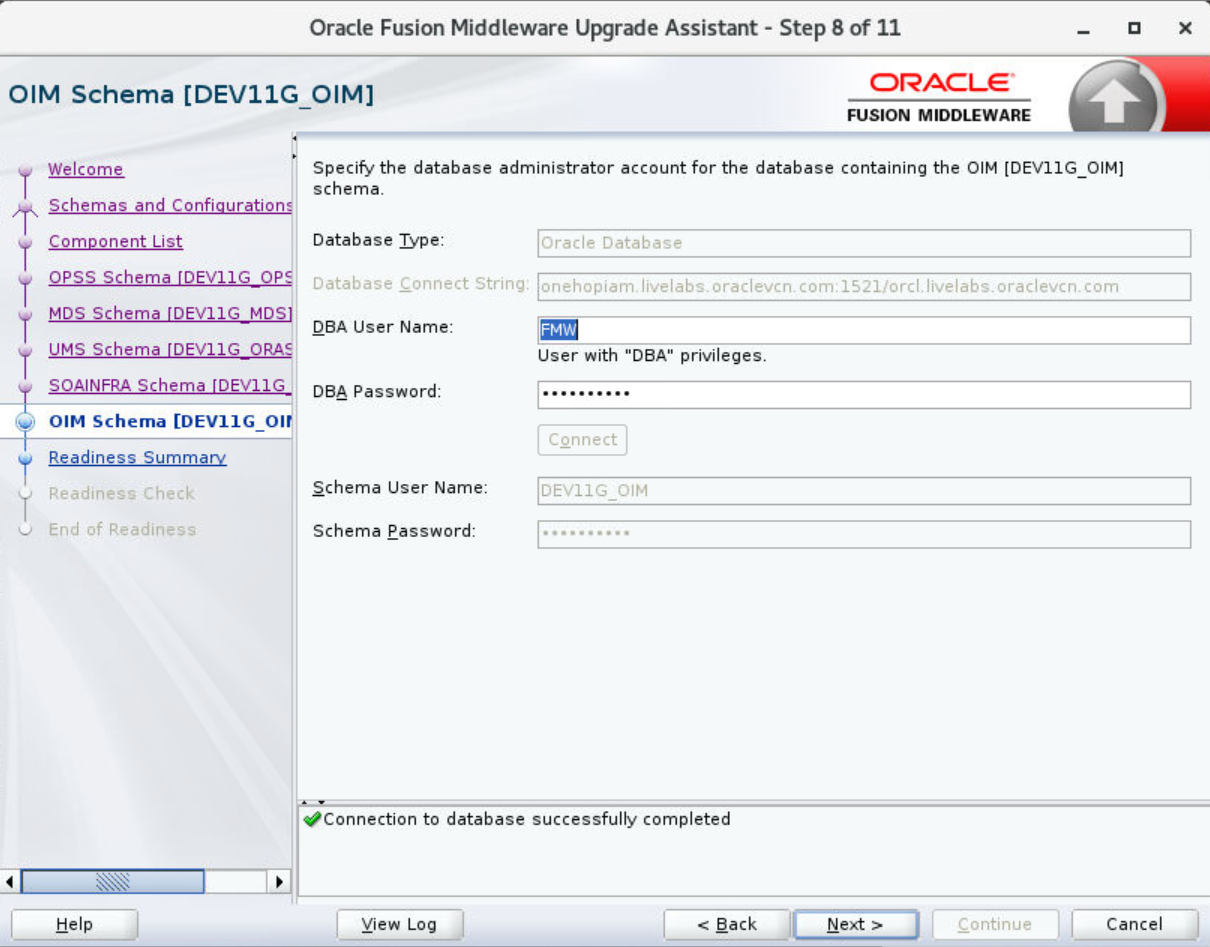 Oracle Fusion Middleware Upgrade Assistant - Step 8 of 11
OIM Schema [DEV11G_OIM]
ORACLE
FUSION MIDDLEWARE
Welcome
Schemas and Configurations
Component List
OPSS Schema [DEV11G_OPS
MDS Schema [DEV11G_MDS]
UMS Schema [DEV11G_ORAS
SOAINFRA Schema [DEV11G_
OIM Schema [DEV11G_OIM
Readiness Summary
Readiness Check
End of Readiness
Specify the database administrator account for the database containing the OIM [DEV11G_OIM]
schema.
Database Type:
Oracle Database
Database Connect String:
onehopiam.livelabs.oraclevcn.com:1521/orcl.livelabs.oraclevcn.com
DBA User Name:
FMW
User with "DBA" privileges.
DBA Password:
••••••••••
Connect
Schema User Name:
DEV11G_OIM
Schema Password:
••••••••••
Connection to database successfully completed
Help
View Log
< Back
Next >
Continue
Cancel